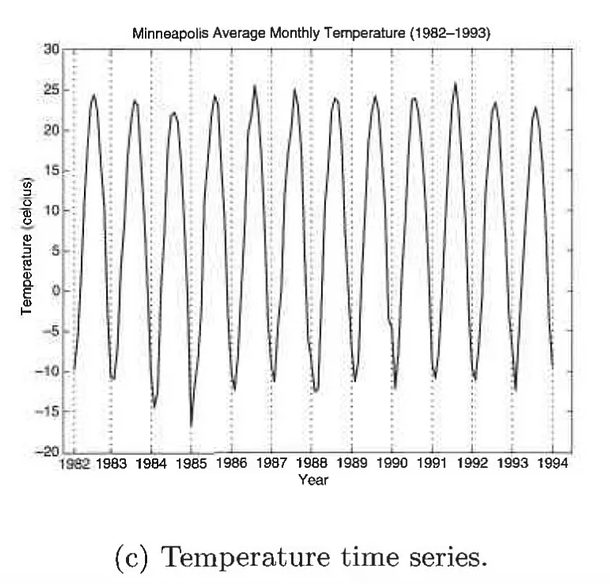 Minneapolis Average Monthly Temperature (1982–1993)
30
25
20
15
10
5
0
−5
−10
−15
−20
Temperature (celcius)
1982 1983 1984 1985 1986 1987 1988 1989 1990 1991 1992 1993 1994
Year
(c) Temperature time series.